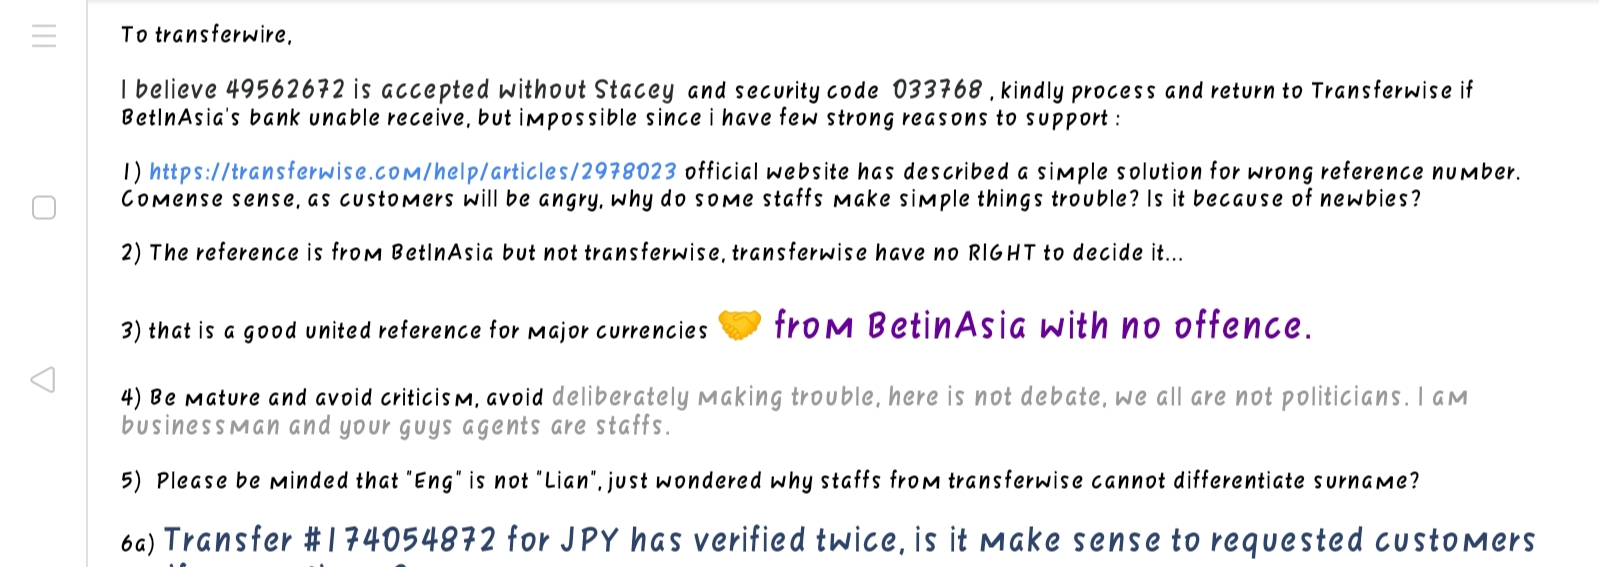 To transferwire,
I believe 49562672 is accepted without Stacey and security code 033768 , kindly process and return to Transferwise if
BetInAsia's bank unable receive, but impossible since i have few strong reasons to support :
1) https://transferwise.com/help/articles/2978023 official website has described a simple solution for wrong reference number.
Comense sense, as customers will be angry, why do some staffs make simple things trouble? Is it because of newbies?
2) The reference is from BetInAsia but not transferwise, transferwise have no RIGHT to decide it...
3) that is a good united reference for major currencies 🤝 from BetinAsia with no offence.
4) Be mature and avoid criticism, avoid deliberately making trouble, here is not debate, we all are not politicians. I am
businessman and your guys agents are staffs.
5) Please be minded that "Eng" is not "Lian", just wondered why staffs from transferwise cannot differentiate surname?
6a) Transfer #174054872 for JPY has verified twice, is it make sense to requested customers